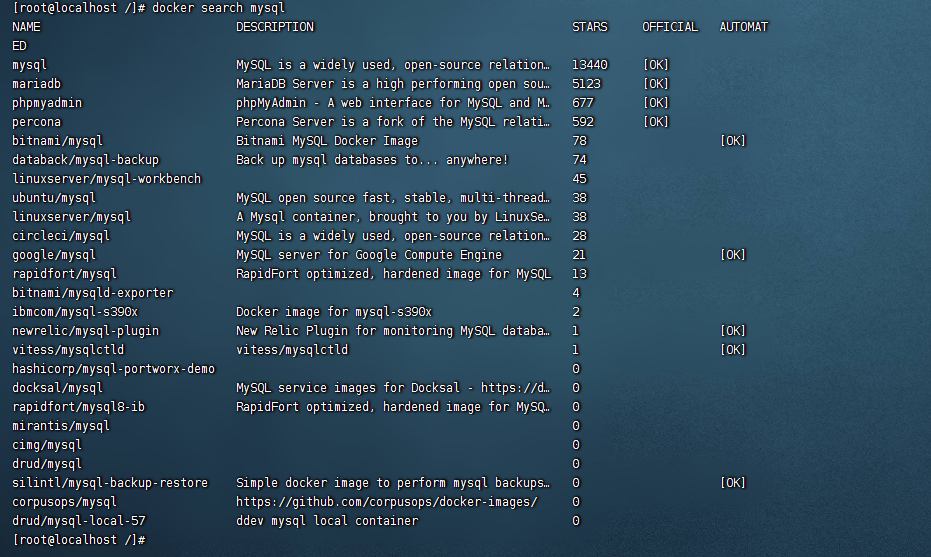 [root@localhost /]# docker search mysql
NAME DESCRIPTION STARS OFFICIAL AUTOMAT
ED
mysql MySQL is a widely used, open-source relation… 13440 [OK]
mariadb MariaDB Server is a high performing open sou… 5123 [OK]
phpmyadmin phpMyAdmin - A web interface for MySQL and M… 677 [OK]
percona Percona Server is a fork of the MySQL relati… 592 [OK]
bitnami/mysql Bitnami MySQL Docker Image 78 [OK]
databack/mysql-backup Back up mysql databases to... anywhere! 74
linuxserver/mysql-workbench 45
ubuntu/mysql MySQL open source fast, stable, multi-thread… 38
linuxserver/mysql A Mysql container, brought to you by LinuxSe… 38
circleci/mysql MySQL is a widely used, open-source relation… 28
google/mysql MySQL server for Google Compute Engine 21 [OK]
rapidfort/mysql RapidFort optimized, hardened image for MySQL 13
bitnami/mysqld-exporter 4
ibmcom/mysql-s390x Docker image for mysql-s390x 2
newrelic/mysql-plugin New Relic Plugin for monitoring MySQL databa… 1 [OK]
vitess/mysqlctld vitess/mysqlctld 1 [OK]
hashicorp/mysql-portworx-demo 0
docksal/mysql MySQL service images for Docksal - https://d… 0
rapidfort/mysql8-ib RapidFort optimized, hardened image for MySQ… 0
mirantis/mysql 0
cimg/mysql 0
drud/mysql 0
silintl/mysql-backup-restore Simple docker image to perform mysql backups… 0 [OK]
corpusops/mysql https://github.com/corpusops/docker-images/ 0
drud/mysql-local-57 ddev mysql local container 0
[root@localhost /]#